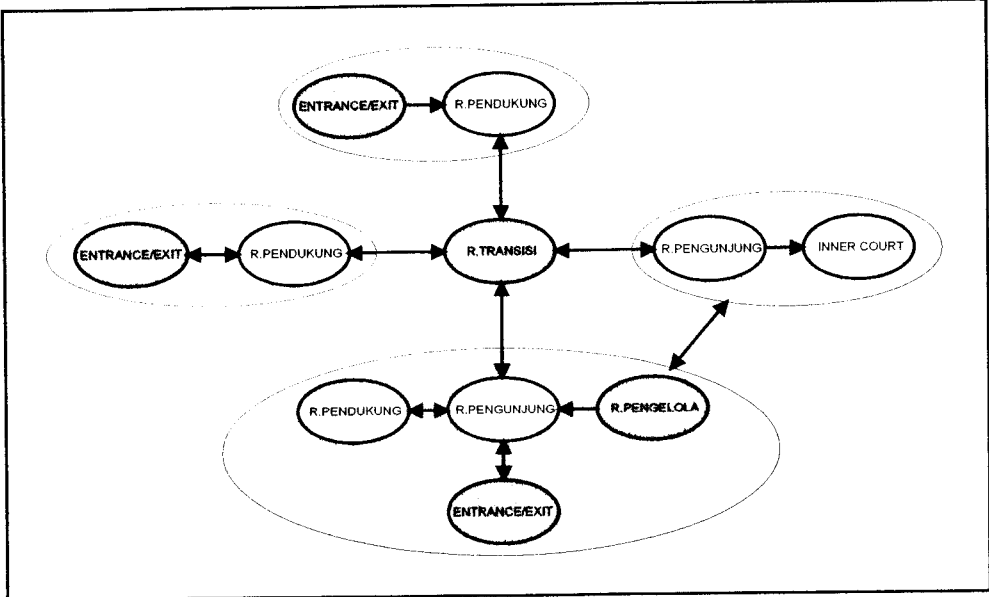 ENTRANCE/EXIT
R.PENDUKUNG
ENTRANCE/EXIT
R.PENDUKUNG
R.TRANSISI
R.PENGUNJUNG
INNER COURT
R.PENDUKUNG
R.PENGUNJUNG
R.PENGELOLA
ENTRANCE/EXIT